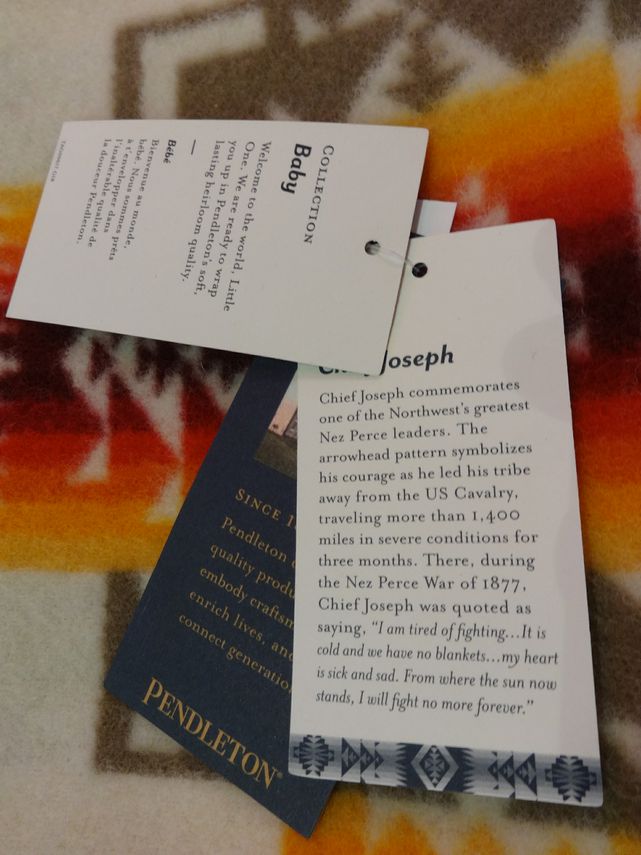 COLLECTION
Baby
Welcome to the world, Little
One. We are ready to wrap
you up in Pendleton's soft,
lasting heirloom quality.
—
Bébé
Bienvenue au monde,
bébé. Nous sommes prêts
à t'envelopper dans
l'inaltérable qualité de
la douceur Pendleton.
Chief Joseph
Chief Joseph commemorates
one of the Northwest's greatest
Nez Perce leaders. The
arrowhead pattern symbolizes
his courage as he led his tribe
away from the US Cavalry,
traveling more than 1,400
miles in severe conditions for
three months. There, during
the Nez Perce War of 1877,
Chief Joseph was quoted as
saying, "I am tired of fighting...It is
cold and we have no blankets...my heart
is sick and sad. From where the sun now
stands, I will fight no more forever."
SINCE
Pendleton
quality
embody
enrich lives, and
connect
PENDLETON®